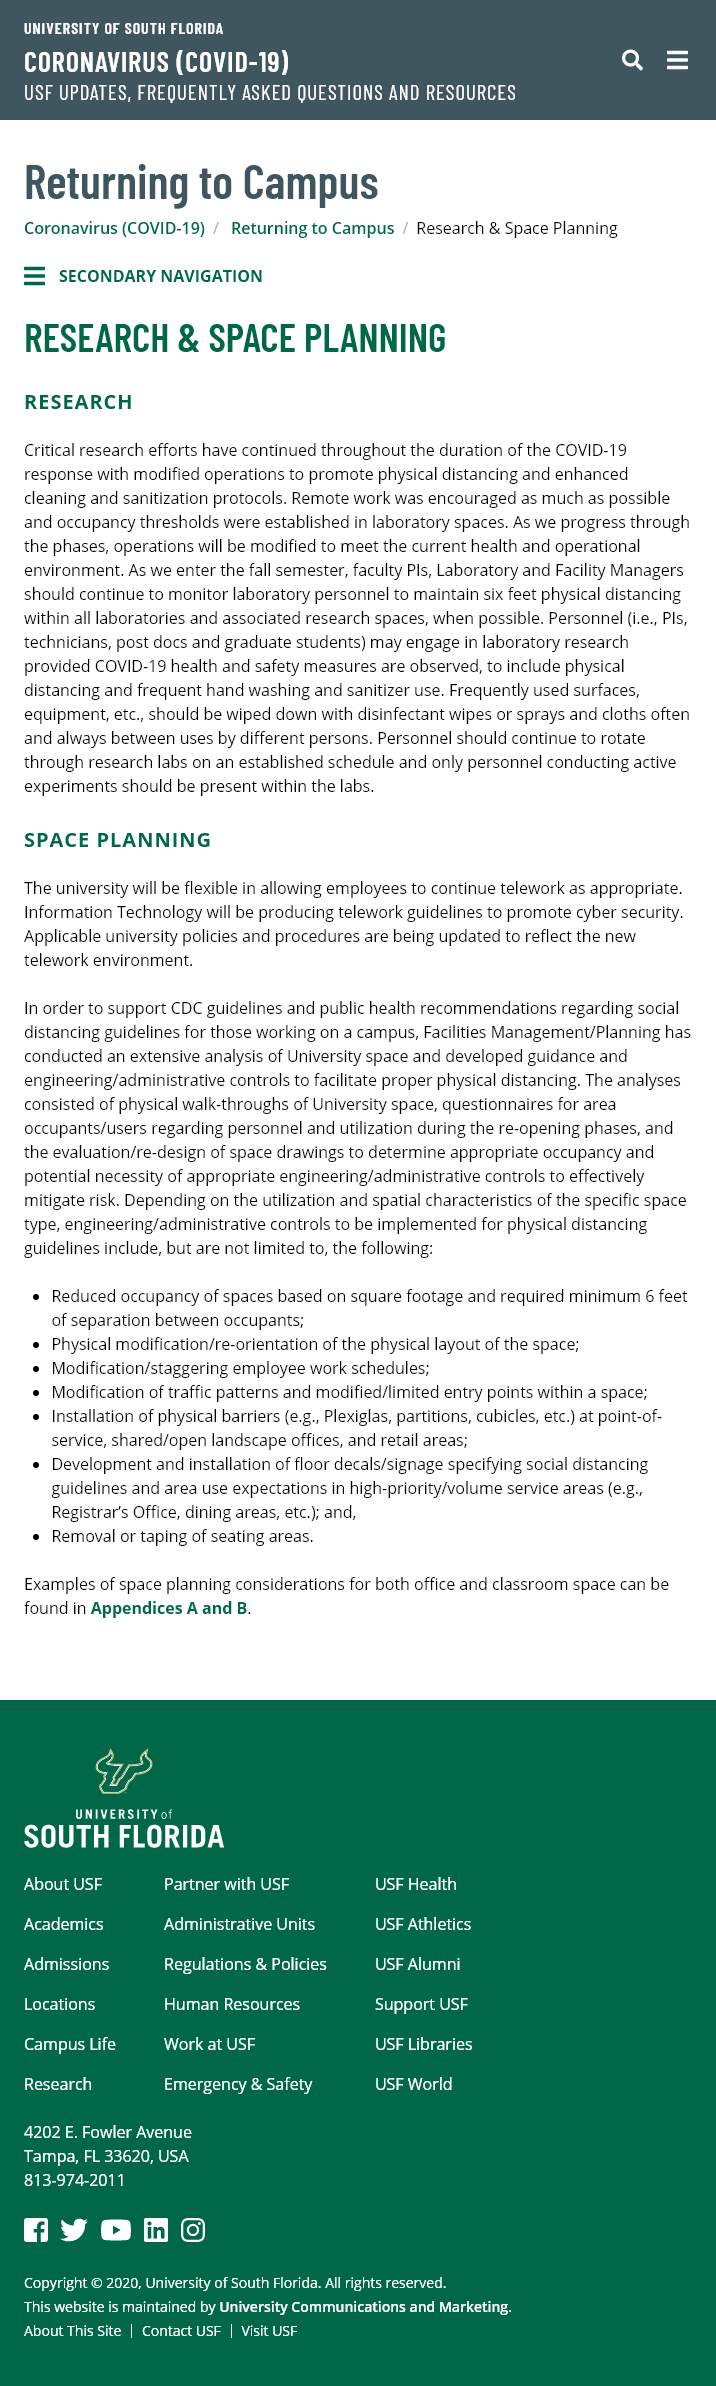 UNIVERSITY OF SOUTH FLORIDA
CORONAVIRUS (COVID-19)
USF UPDATES, FREQUENTLY ASKED QUESTIONS AND RESOURCES
Returning to Campus
Coronavirus (COVID-19) / Returning to Campus / Research & Space Planning
SECONDARY NAVIGATION
RESEARCH & SPACE PLANNING
RESEARCH
Critical research efforts have continued throughout the duration of the COVID-19
response with modified operations to promote physical distancing and enhanced
cleaning and sanitization protocols. Remote work was encouraged as much as possible
and occupancy thresholds were established in laboratory spaces. As we progress through
the phases, operations will be modified to meet the current health and operational
environment. As we enter the fall semester, faculty PIs, Laboratory and Facility Managers
should continue to monitor laboratory personnel to maintain six feet physical distancing
within all laboratories and associated research spaces, when possible. Personnel (i.e., PIs,
technicians, post docs and graduate students) may engage in laboratory research
provided COVID-19 health and safety measures are observed, to include physical
distancing and frequent hand washing and sanitizer use. Frequently used surfaces,
equipment, etc., should be wiped down with disinfectant wipes or sprays and cloths often
and always between uses by different persons. Personnel should continue to rotate
through research labs on an established schedule and only personnel conducting active
experiments should be present within the labs.
SPACE PLANNING
The university will be flexible in allowing employees to continue telework as appropriate.
Information Technology will be producing telework guidelines to promote cyber security.
Applicable university policies and procedures are being updated to reflect the new
telework environment.
In order to support CDC guidelines and public health recommendations regarding social
distancing guidelines for those working on a campus, Facilities Management/Planning has
conducted an extensive analysis of University space and developed guidance and
engineering/administrative controls to facilitate proper physical distancing. The analyses
consisted of physical walk-throughs of University space, questionnaires for area
occupants/users regarding personnel and utilization during the re-opening phases, and
the evaluation/re-design of space drawings to determine appropriate occupancy and
potential necessity of appropriate engineering/administrative controls to effectively
mitigate risk. Depending on the utilization and spatial characteristics of the specific space
type, engineering/administrative controls to be implemented for physical distancing
guidelines include, but are not limited to, the following:
• Reduced occupancy of spaces based on square footage and required minimum 6 feet
of separation between occupants;
• Physical modification/re-orientation of the physical layout of the space;
• Modification/staggering employee work schedules;
• Modification of traffic patterns and modified/limited entry points within a space;
• Installation of physical barriers (e.g., Plexiglas, partitions, cubicles, etc.) at point-of-
service, shared/open landscape offices, and retail areas;
• Development and installation of floor decals/signage specifying social distancing
guidelines and area use expectations in high-priority/volume service areas (e.g.,
Registrar’s Office, dining areas, etc.); and,
• Removal or taping of seating areas.
Examples of space planning considerations for both office and classroom space can be
found in Appendices A and B.
UNIVERSITY of
SOUTH FLORIDA
About USF Partner with USF USF Health
Academics Administrative Units USF Athletics
Admissions Regulations & Policies USF Alumni
Locations Human Resources Support USF
Campus Life Work at USF USF Libraries
Research Emergency & Safety USF World
4202 E. Fowler Avenue
Tampa, FL 33620, USA
813-974-2011
Copyright © 2020, University of South Florida. All rights reserved.
This website is maintained by University Communications and Marketing.
About This Site | Contact USF | Visit USF